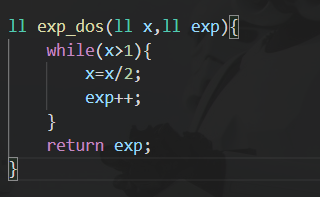 ll exp_dos(ll x,ll exp){
    while(x>1){
        x=x/2;
        exp++;
    }
    return exp;
}